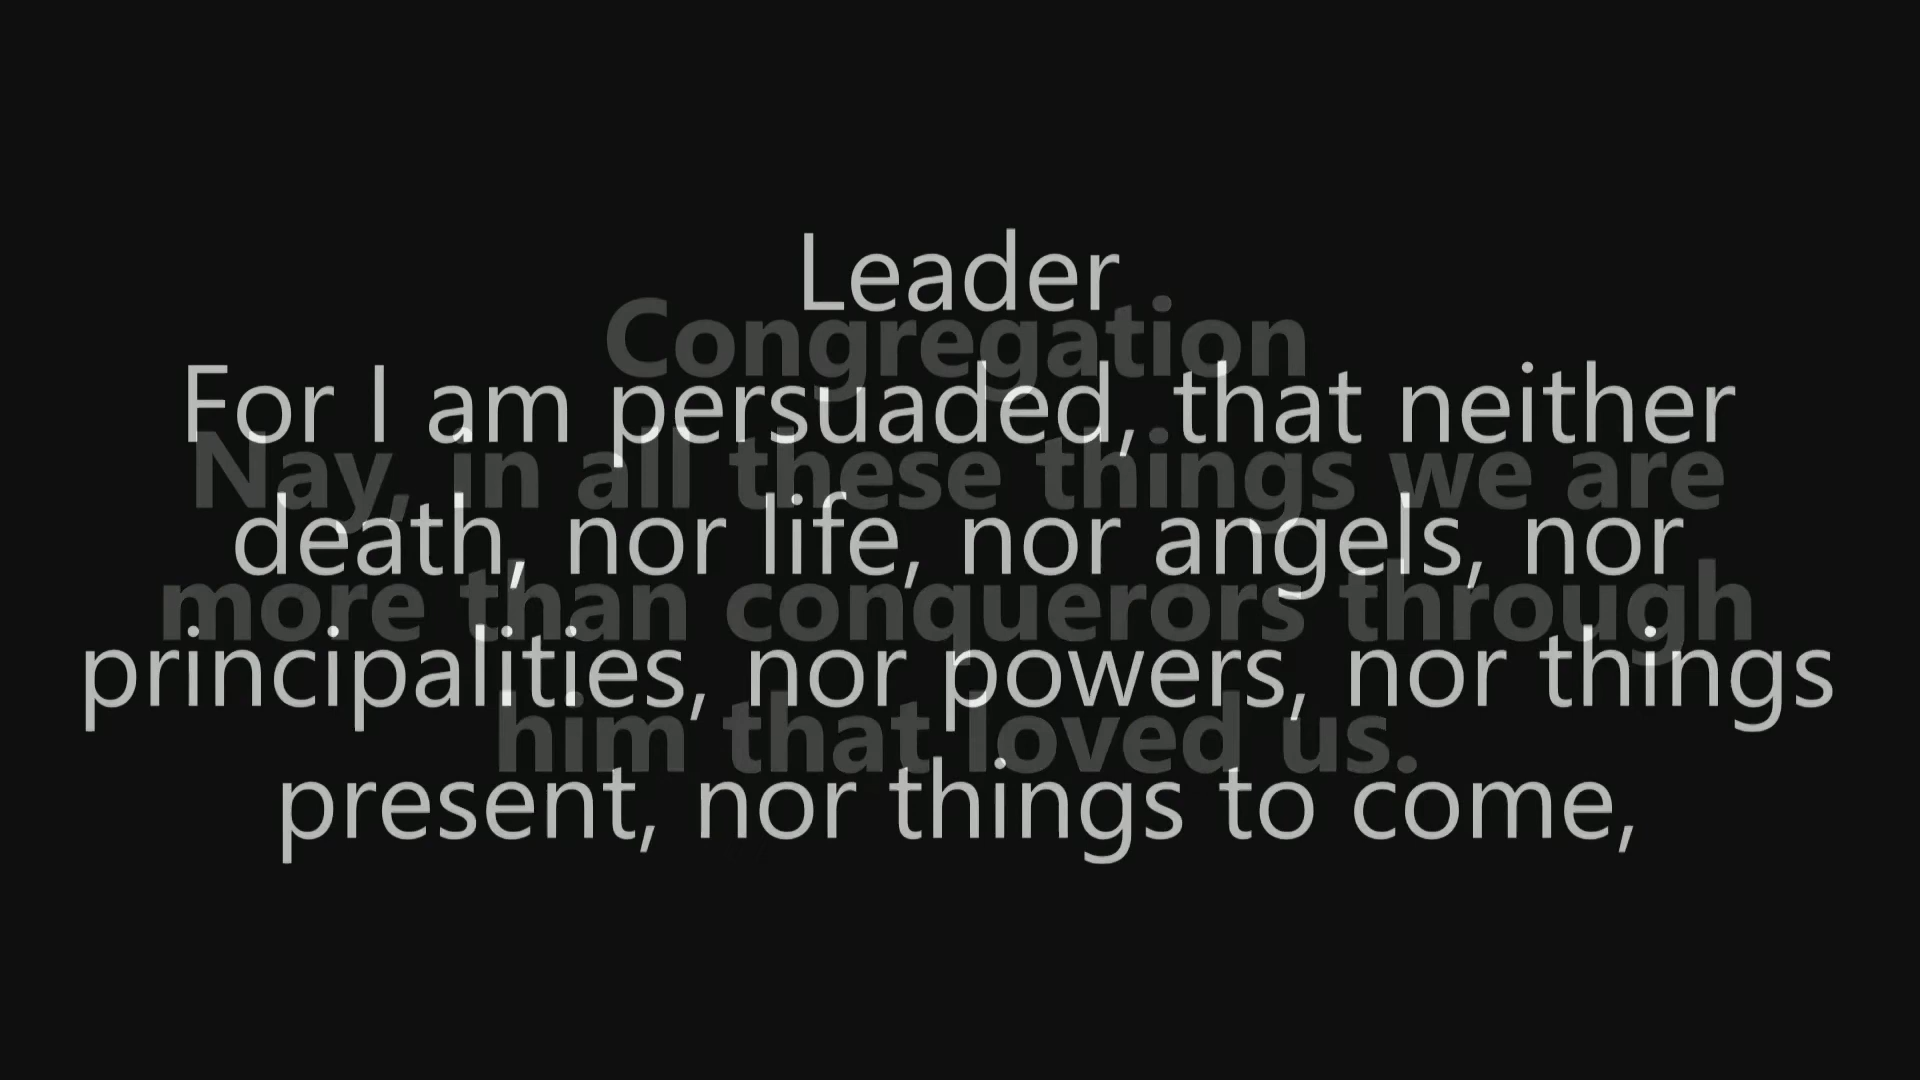 Leader
For I am persuaded, that neither
death, nor life, nor angels, nor
principalities, nor powers, nor things
present, nor things to come,
Congregation
Nay, in all these things we are
more than conquerors through
him that loved us.